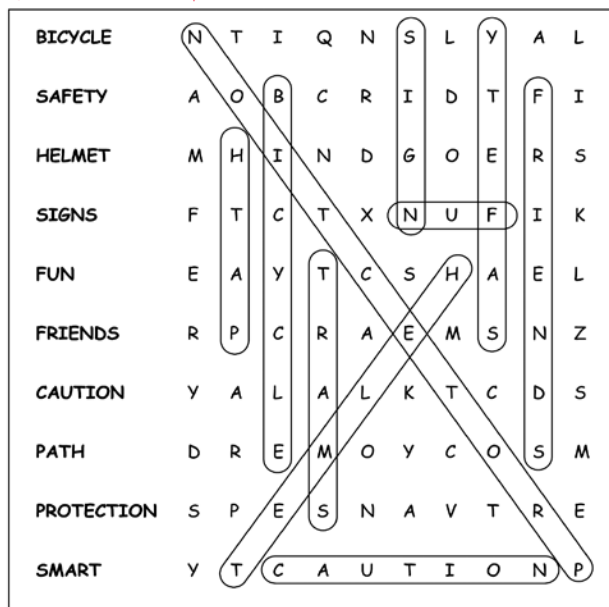 BICYCLE N T I Q N S L Y A L
SAFETY A O B C R I D T F I
HELMET M H I N D G O E R S
SIGNS F T C T X N U F I K
FUN E A Y T C S H A E L
FRIENDS R P C R A E M S N Z
CAUTION Y A L A L K T C D S
PATH D R E M O Y C O S M
PROTECTION S P E S N A V T R E
SMART Y T C A U T I O N P